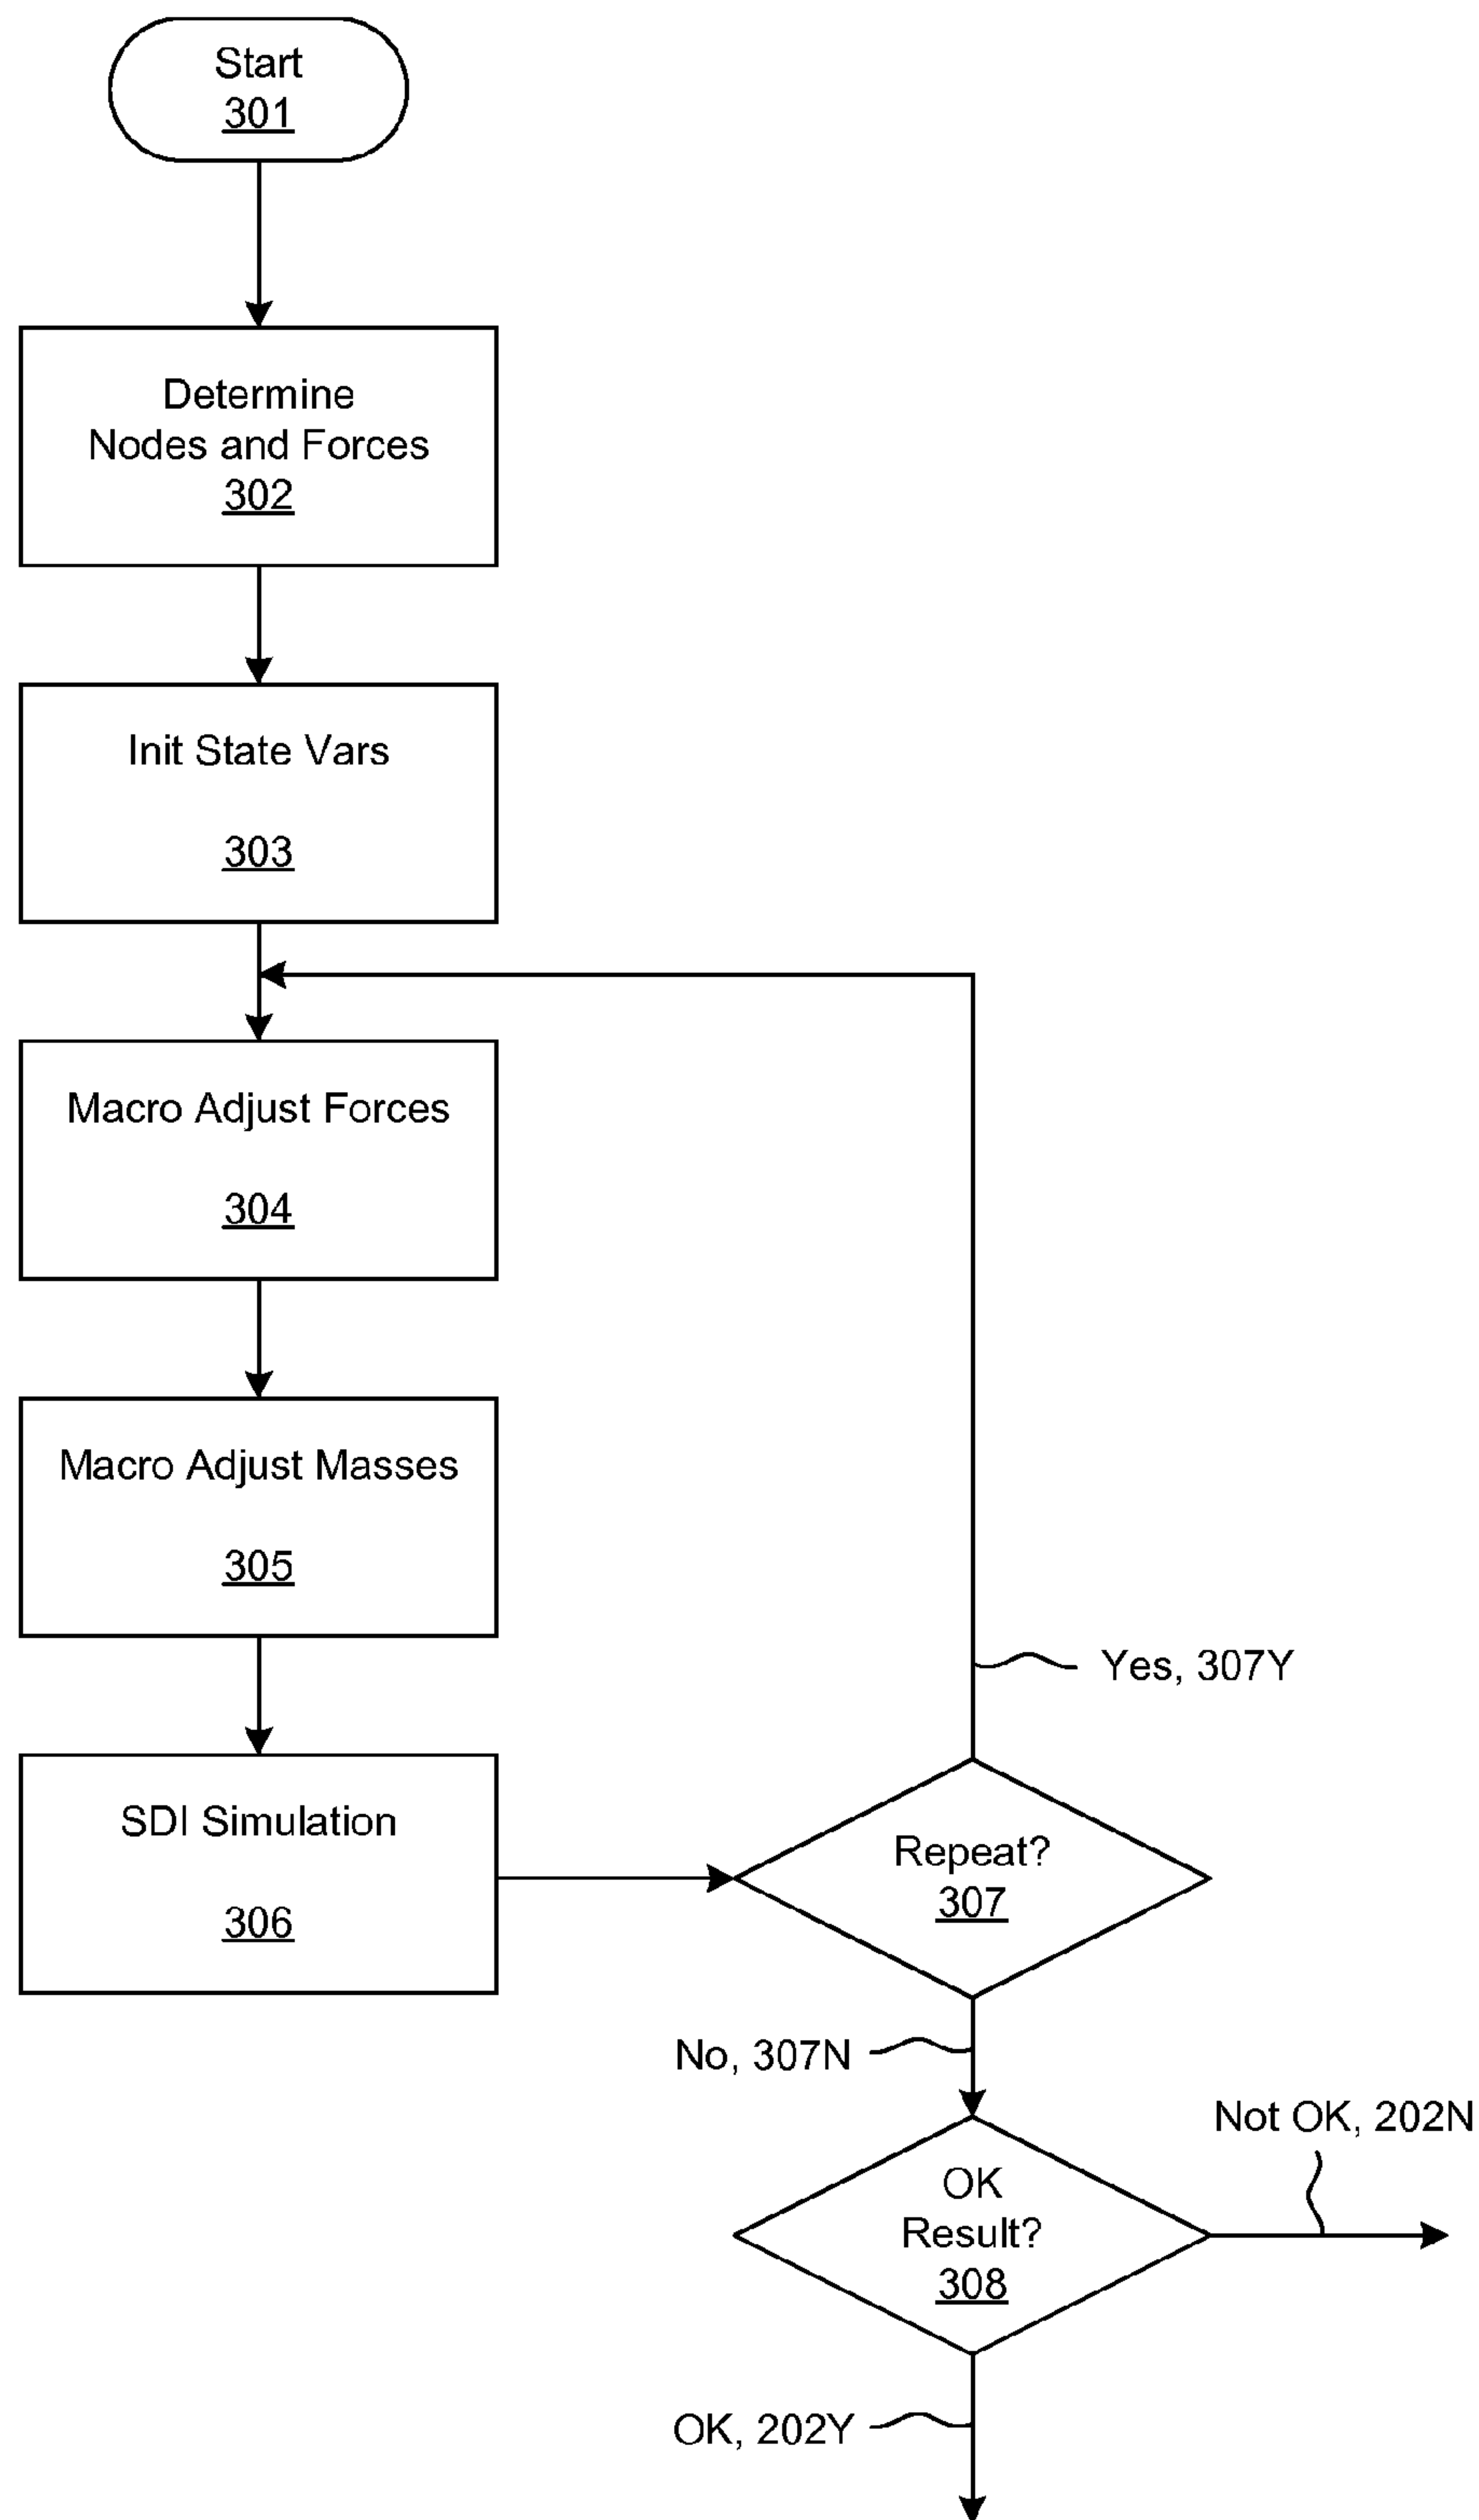 Start
301
Determine
Nodes and Forces
302
Init State Vars
303
Macro Adjust Forces
304
Macro Adjust Masses
305
Yes, 307Y
SDI Simulation
306
Repeat?
307
No, 307N
Not OK, 202N
OK
Result?
308
OK, 202Y